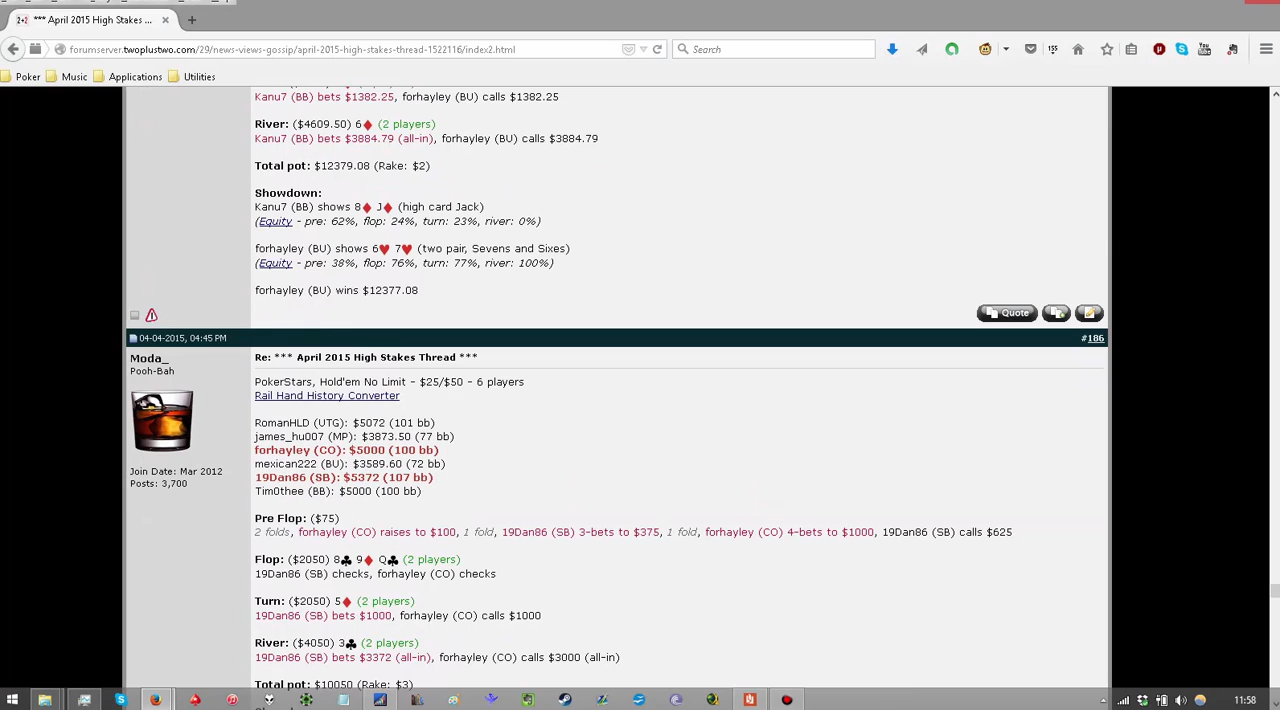 *** April 2015 High Stakes ...
forumserver.twoplustwo.com/29/news-views-gossip/april-2015-high-stakes-thread-1522116/index2.html
Search
155
You
Poker
Music
Applications
Utilities
Kanu7 (BB) bets $1382.25, forhayley (BU) calls $1382.25
River: ($4609.50) 6♦ (2 players)
Kanu7 (BB) bets $3884.79 (all-in), forhayley (BU) calls $3884.79
Total pot: $12379.08 (Rake: $2)
Showdown:
Kanu7 (BB) shows 8♦ J♦ (high card Jack)
(Equity - pre: 62%, flop: 24%, turn: 23%, river: 0%)
forhayley (BU) shows 6♥ 7♥ (two pair, Sevens and Sixes)
(Equity - pre: 38%, flop: 76%, turn: 77%, river: 100%)
forhayley (BU) wins $12377.08
Quote
04-04-2015, 04:45 PM
#186
Moda_
Pooh-Bah
Join Date: Mar 2012
Posts: 3,700
Re: *** April 2015 High Stakes Thread ***
PokerStars, Hold'em No Limit - $25/$50 - 6 players
Rail Hand History Converter
RomanHLD (UTG): $5072 (101 bb)
james_hu007 (MP): $3873.50 (77 bb)
forhayley (CO): $5000 (100 bb)
mexican222 (BU): $3589.60 (72 bb)
19Dan86 (SB): $5372 (107 bb)
Tim0thee (BB): $5000 (100 bb)
Pre Flop: ($75)
2 folds, forhayley (CO) raises to $100, 1 fold, 19Dan86 (SB) 3-bets to $375, 1 fold, forhayley (CO) 4-bets to $1000, 19Dan86 (SB) calls $625
Flop: ($2050) 8♣ 9♦ Q♣ (2 players)
19Dan86 (SB) checks, forhayley (CO) checks
Turn: ($2050) 5♦ (2 players)
19Dan86 (SB) bets $1000, forhayley (CO) calls $1000
River: ($4050) 3♣ (2 players)
19Dan86 (SB) bets $3372 (all-in), forhayley (CO) calls $3000 (all-in)
Total pot: $10050 (Rake: $3)
11:58